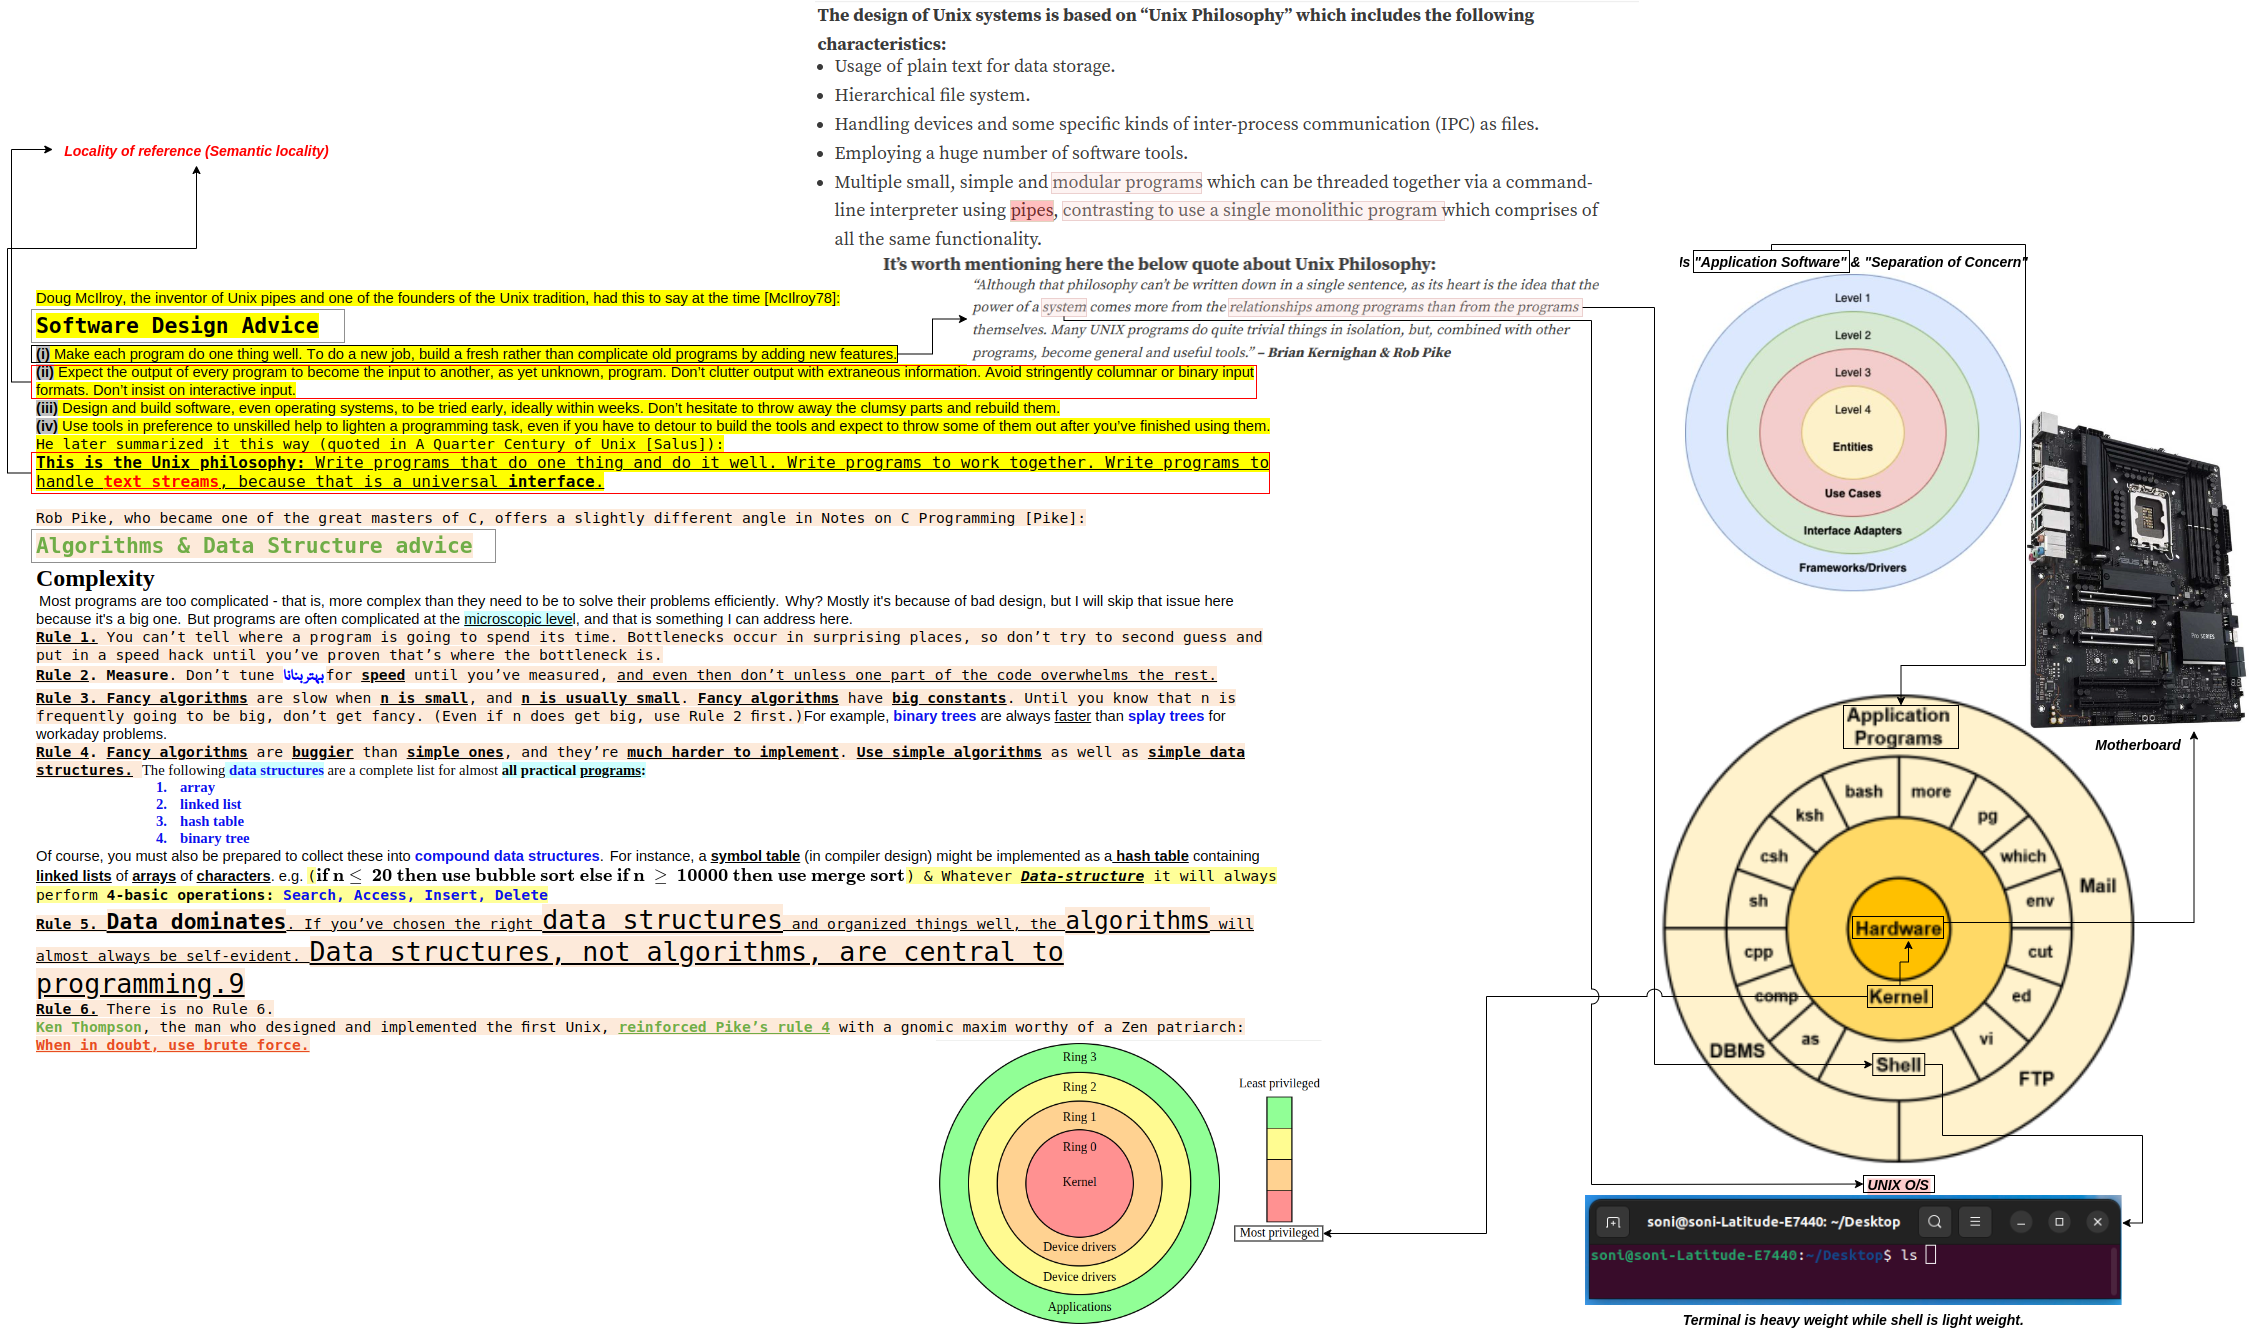 The design of Unix systems is based on “Unix Philosophy” which includes the following
characteristics:
• Usage of plain text for data storage.
• Hierarchical file system.
• Handling devices and some specific kinds of inter-process communication (IPC) as files.
• Employing a huge number of software tools.
• Multiple small, simple and modular programs which can be threaded together via a command-
line interpreter using pipes, contrasting to use a single monolithic program which comprises of
all the same functionality.
It’s worth mentioning here the below quote about Unix Philosophy:
“Although that philosophy can’t be written down in a single sentence, as its heart is the idea that the
power of a system comes more from the relationships among programs than from the programs
themselves. Many UNIX programs do quite trivial things in isolation, but, combined with other
programs, become general and useful tools.” – Brian Kernighan & Rob Pike
Locality of reference (Semantic locality)
Doug McIlroy, the inventor of Unix pipes and one of the founders of the Unix tradition, had this to say at the time [McIlroy78]:
Software Design Advice
(i) Make each program do one thing well. To do a new job, build a fresh rather than complicate old programs by adding new features.
(ii) Expect the output of every program to become the input to another, as yet unknown, program. Don’t clutter output with extraneous information. Avoid stringently columnar or binary input
formats. Don’t insist on interactive input.
(iii) Design and build software, even operating systems, to be tried early, ideally within weeks. Don’t hesitate to throw away the clumsy parts and rebuild them.
(iv) Use tools in preference to unskilled help to lighten a programming task, even if you have to detour to build the tools and expect to throw some of them out after you’ve finished using them.
He later summarized it this way (quoted in A Quarter Century of Unix [Salus]):
This is the Unix philosophy: Write programs that do one thing and do it well. Write programs to work together. Write programs to
handle text streams, because that is a universal interface.
Rob Pike, who became one of the great masters of C, offers a slightly different angle in Notes on C Programming [Pike]:
Algorithms & Data Structure advice
Complexity
Most programs are too complicated - that is, more complex than they need to be to solve their problems efficiently. Why? Mostly it's because of bad design, but I will skip that issue here
because it's a big one. But programs are often complicated at the microscopic level, and that is something I can address here.
Rule 1. You can’t tell where a program is going to spend its time. Bottlenecks occur in surprising places, so don’t try to second guess and
put in a speed hack until you’ve proven that’s where the bottleneck is.
Rule 2. Measure. Don’t tune بہتربنانا for speed until you’ve measured, and even then don’t unless one part of the code overwhelms the rest.
Rule 3. Fancy algorithms are slow when n is small, and n is usually small. Fancy algorithms have big constants. Until you know that n is
frequently going to be big, don’t get fancy. (Even if n does get big, use Rule 2 first.)For example, binary trees are always faster than splay trees for
workaday problems.
Rule 4. Fancy algorithms are buggier than simple ones, and they’re much harder to implement. Use simple algorithms as well as simple data
structures. The following data structures are a complete list for almost all practical programs:
1. array
2. linked list
3. hash table
4. binary tree
Of course, you must also be prepared to collect these into compound data structures. For instance, a symbol table (in compiler design) might be implemented as a hash table containing
linked lists of arrays of characters. e.g. (if n ≤ 20 then use bubble sort else if n ≥ 10000 then use merge sort) & Whatever Data-structure it will always
perform 4-basic operations: Search, Access, Insert, Delete
Rule 5. Data dominates. If you’ve chosen the right data structures and organized things well, the algorithms will
almost always be self-evident. Data structures, not algorithms, are central to
programming.9
Rule 6. There is no Rule 6.
Ken Thompson, the man who designed and implemented the first Unix, reinforced Pike’s rule 4 with a gnomic maxim worthy of a Zen patriarch:
When in doubt, use brute force.
Ring 3
Ring 2
Ring 1
Ring 0
Kernel
Device drivers
Device drivers
Applications
Least privileged
Most privileged
Is "Application Software" & "Separation of Concern"
Level 1
Level 2
Level 3
Level 4
Entities
Use Cases
Interface Adapters
Frameworks/Drivers
PRO SERIES
Motherboard
Application
Programs
bash
more
ksh
pg
csh
which
sh
env
Mail
Hardware
cpp
cut
comp
Kernel
ed
as
vi
DBMS
Shell
FTP
UNIX O/S
soni@soni-Latitude-E7440: ~/Desktop
soni@soni-Latitude-E7440:~/Desktop$ ls
Terminal is heavy weight while shell is light weight.